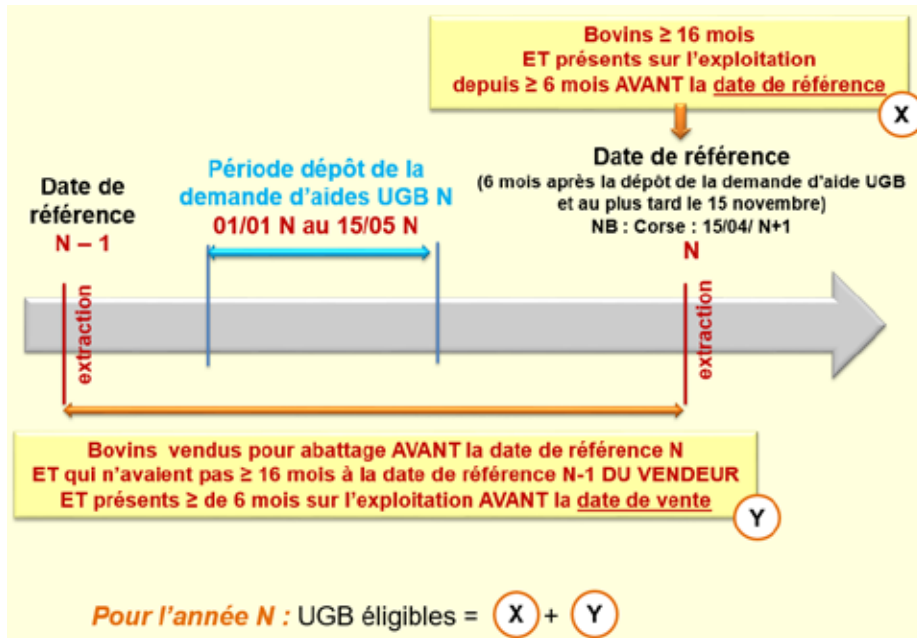 Bovins ≥ 16 mois
ET présents sur l'exploitation
depuis ≥ 6 mois AVANT la date de référence
X
Date de
référence
N – 1
Période dépôt de la
demande d'aides UGB N
01/01 N au 15/05 N
Date de référence
(6 mois après la dépôt de la demande d'aide UGB
et au plus tard le 15 novembre)
NB : Corse : 15/04/ N+1
N
extraction
extraction
Bovins vendus pour abattage AVANT la date de référence N
ET qui n'avaient pas ≥ 16 mois à la date de référence N-1 DU VENDEUR
ET présents ≥ de 6 mois sur l'exploitation AVANT la date de vente
Y
Pour l'année N : UGB éligibles = X + Y